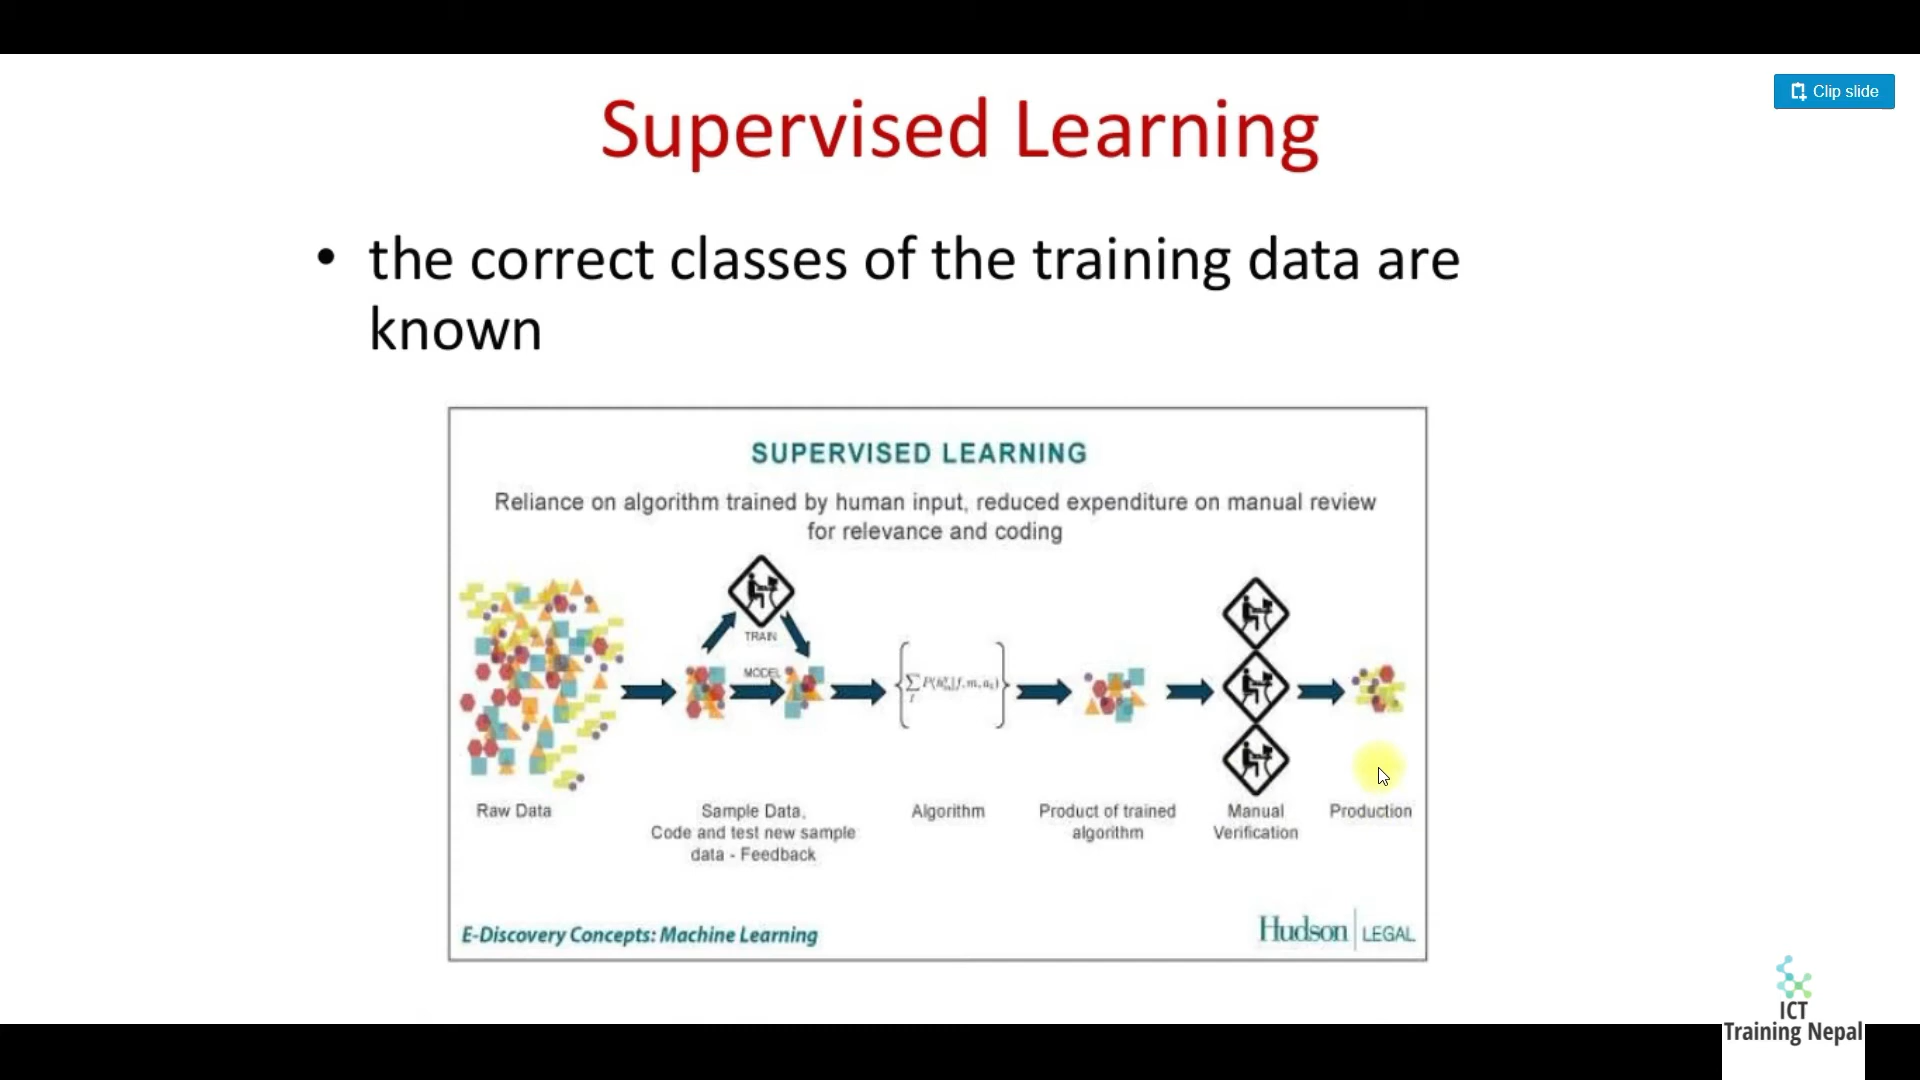 Clip slide
Supervised Learning
• the correct classes of the training data are
known
SUPERVISED LEARNING
Reliance on algorithm trained by human input, reduced expenditure on manual review
for relevance and coding
TRAIN
MODEL
Raw Data
Sample Data,
Code and test new sample
data - Feedback
Algorithm
Product of trained
algorithm
Manual
Verification
Production
E-Discovery Concepts: Machine Learning
Hudson LEGAL
ICT
Training Nepal